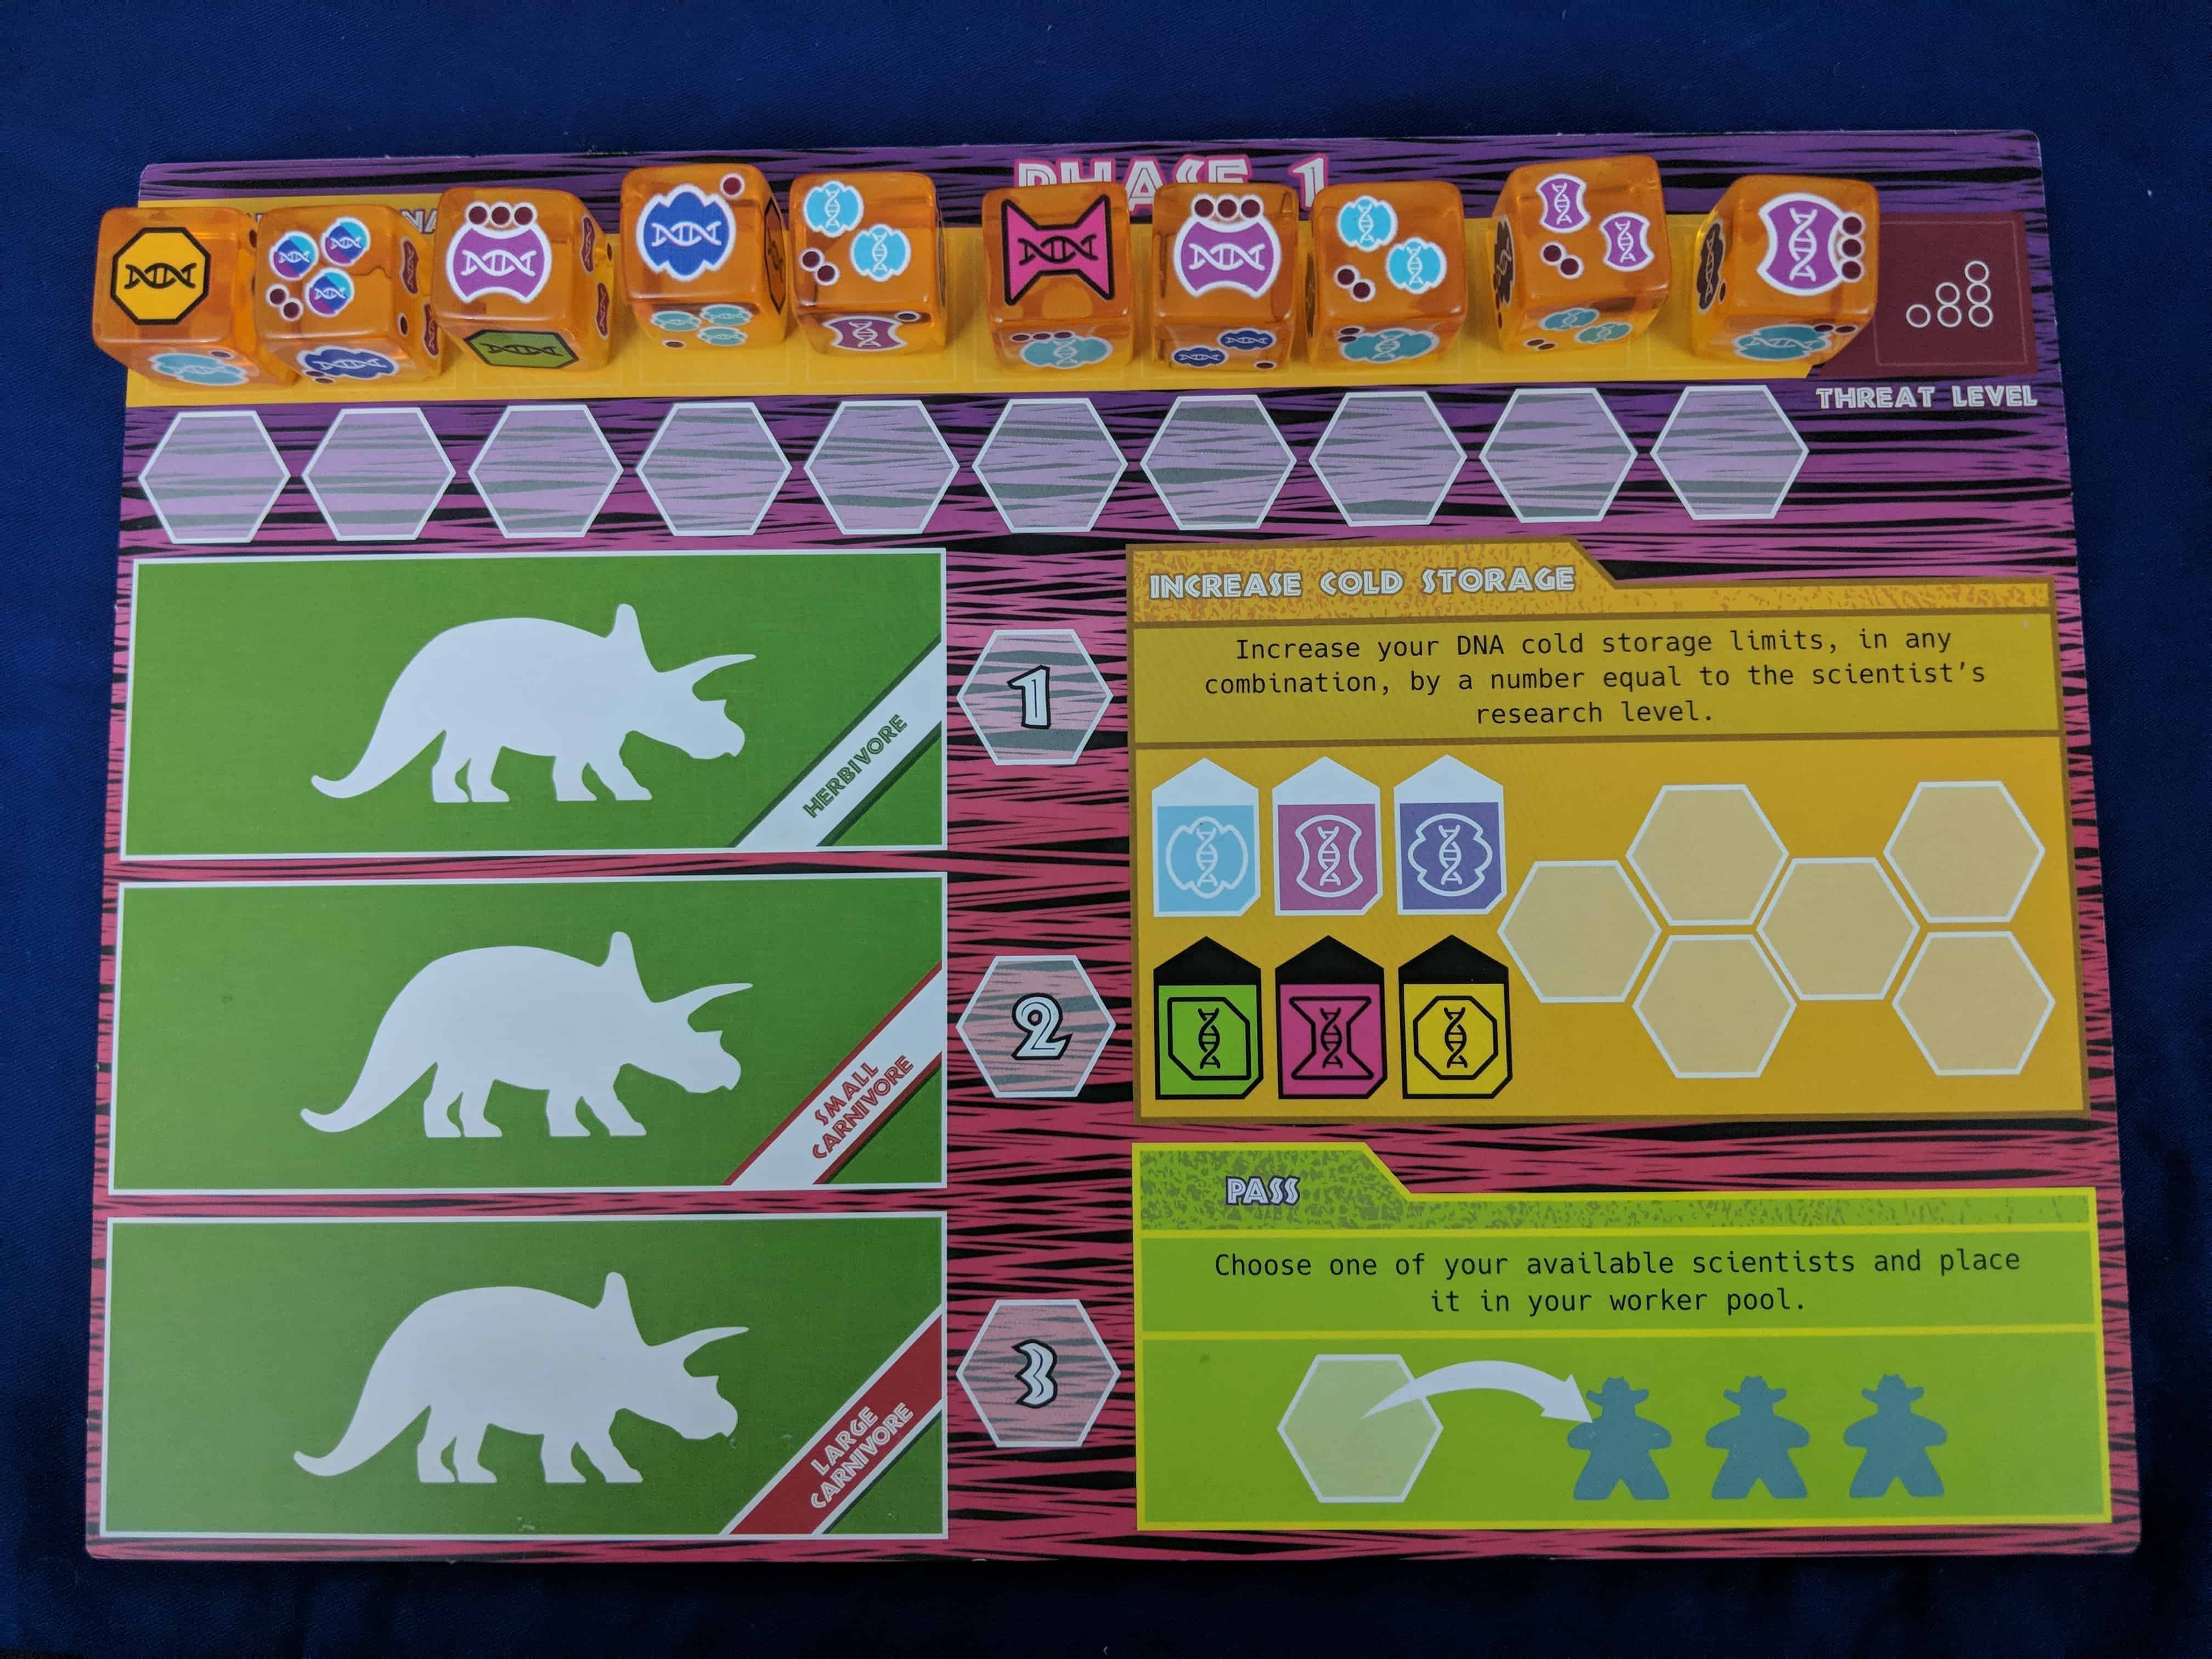 PHASE 1
THREAT LEVEL
HERBIVORE
1
SMALL
CARNIVORE
2
LARGE
CARNIVORE
3
INCREASE COLD STORAGE
Increase your DNA cold storage limits, in any
combination, by a number equal to the scientist's
research level.
PASS
Choose one of your available scientists and place
it in your worker pool.